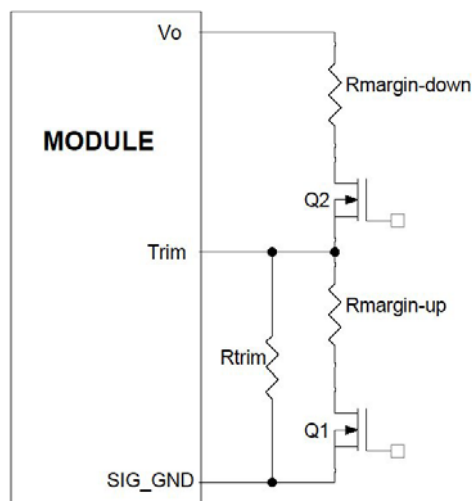 Vo
Rmargin-down
MODULE
Q2
Trim
Rmargin-up
Rtrim
Q1
SIG_GND